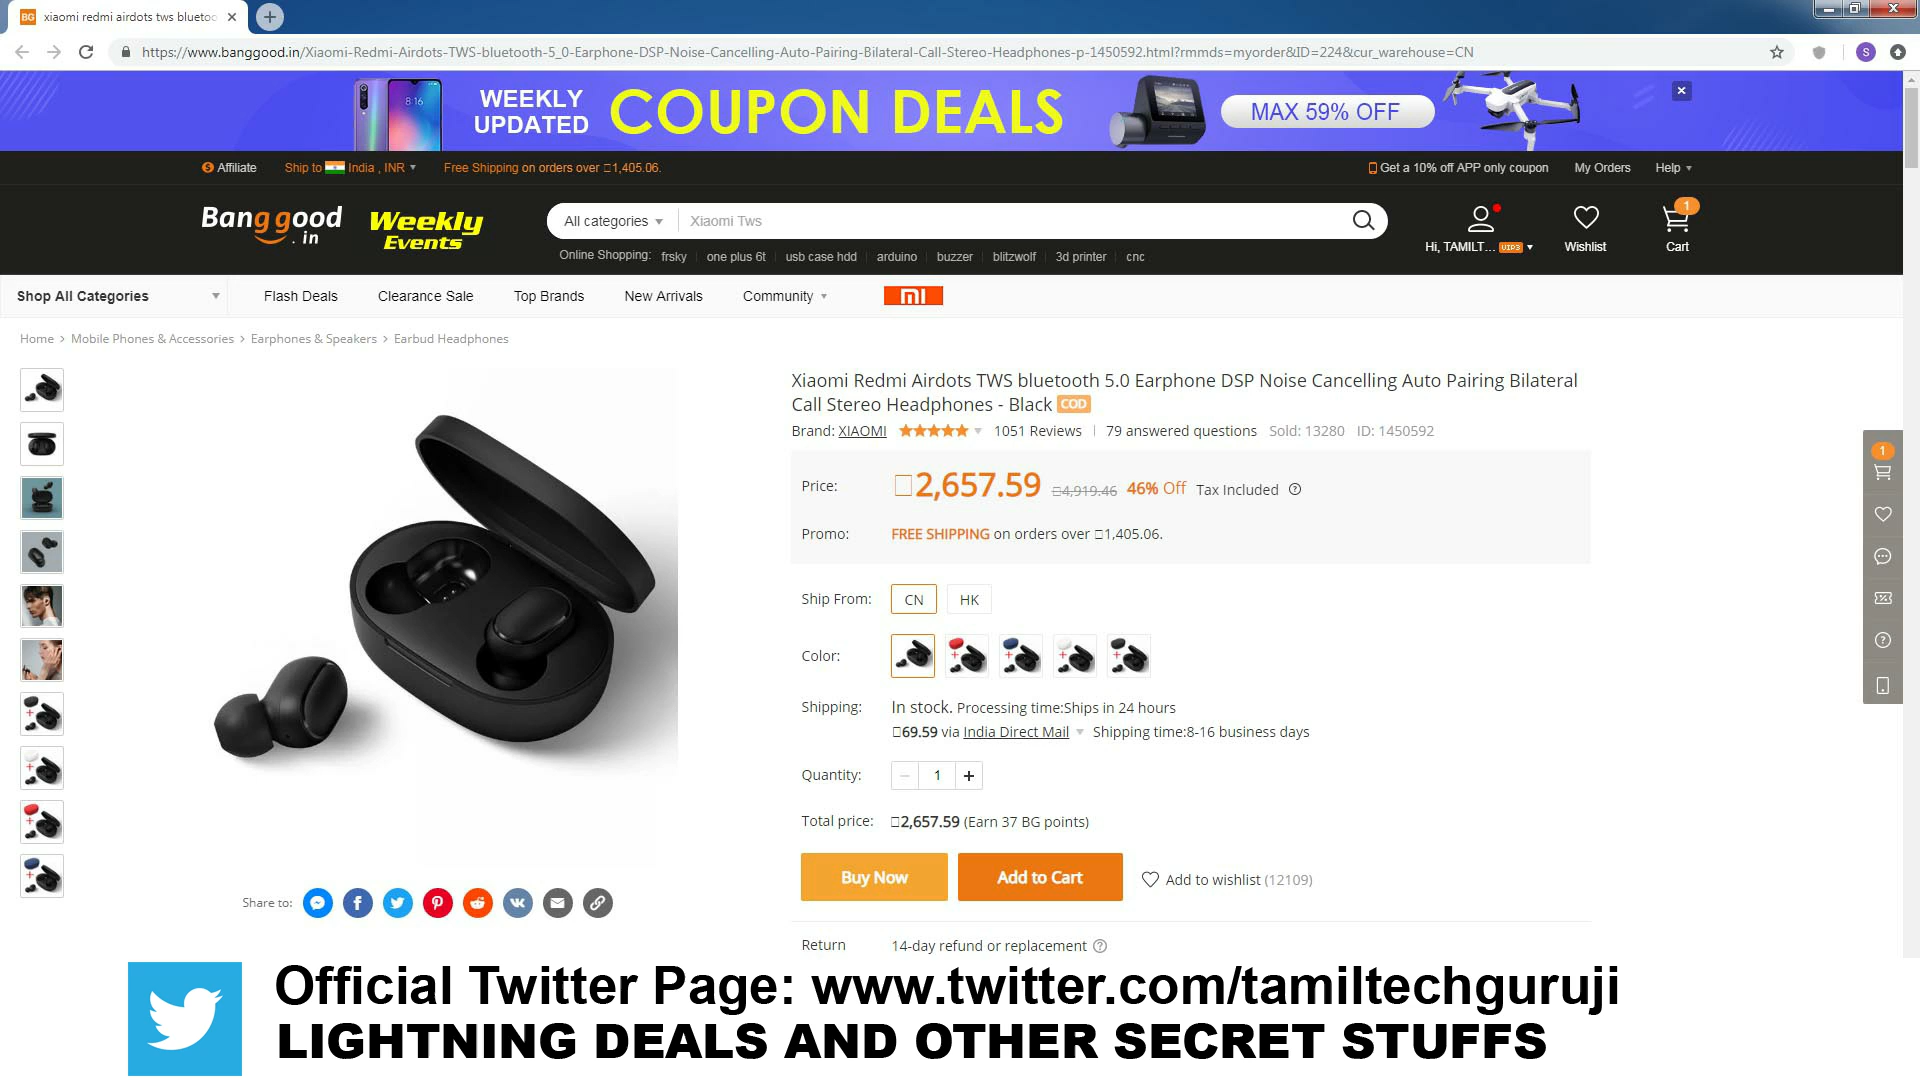 BG xiaomi redmi airdots tws bluetoo
https://www.banggood.in/Xiaomi-Redmi-Airdots-TWS-bluetooth-5_0-Earphone-DSP-Noise-Cancelling-Auto-Pairing-Bilateral-Call-Stereo-Headphones-p-1450592.html?rmmds=myorder&ID=224&cur_warehouse=CN
S
8:16
WEEKLY
UPDATED
COUPON DEALS
MAX 59% OFF
Affiliate Ship to India , INR Free Shipping on orders over □1,405.06. Get a 10% off APP only coupon My Orders Help
Banggood
.in
Weekly
Events
All categories Xiaomi Tws
1
Hi, TAMILT... VIP3 Wishlist Cart
Online Shopping: frsky one plus 6t usb case hdd arduino buzzer blitzwolf 3d printer cnc
Shop All Categories Flash Deals Clearance Sale Top Brands New Arrivals Community mi
Home > Mobile Phones & Accessories > Earphones & Speakers > Earbud Headphones
Xiaomi Redmi Airdots TWS bluetooth 5.0 Earphone DSP Noise Cancelling Auto Pairing Bilateral
Call Stereo Headphones - Black COD
Brand: XIAOMI 1051 Reviews 79 answered questions Sold: 13280 ID: 1450592
1
Price: □2,657.59 □4,919.46 46% Off Tax Included
Promo: FREE SHIPPING on orders over □1,405.06.
Ship From: CN HK
Color:
Shipping: In stock. Processing time:Ships in 24 hours
□69.59 via India Direct Mail Shipping time:8-16 business days
Quantity: − 1 +
Total price: □2,657.59 (Earn 37 BG points)
Buy Now Add to Cart Add to wishlist (12109)
Share to:
Return 14-day refund or replacement
Official Twitter Page: www.twitter.com/tamiltechguruji
LIGHTNING DEALS AND OTHER SECRET STUFFS